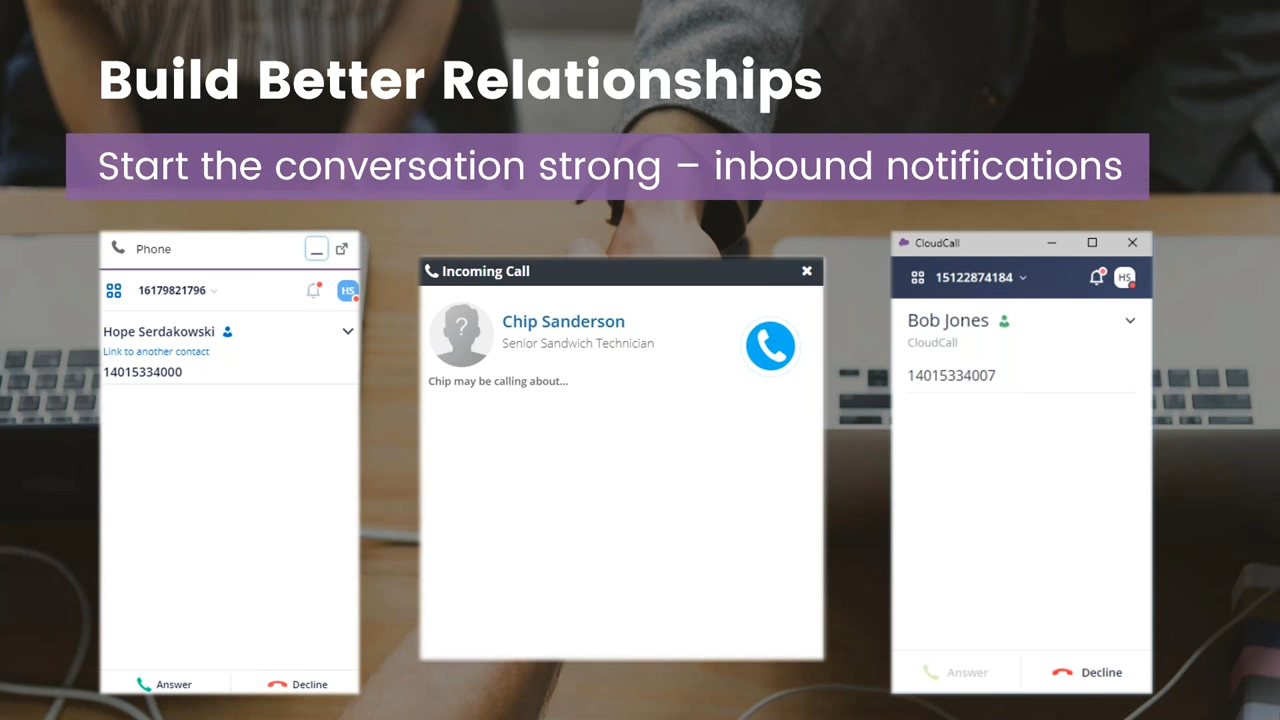 Build Better Relationships
Start the conversation strong – inbound notifications
Phone
16179821796
HS
Hope Serdakowski
Link to another contact
14015334000
Answer
Decline
Incoming Call
Chip Sanderson
Senior Sandwich Technician
Chip may be calling about...
CloudCall
15122874184
HS
Bob Jones
CloudCall
14015334007
Answer
Decline